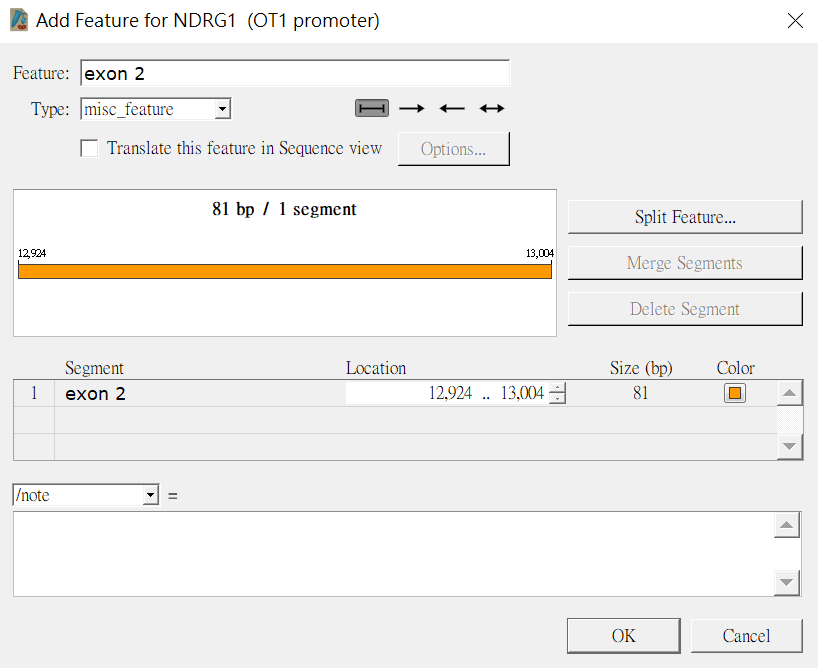 Add Feature for NDRG1 (OT1 promoter)
Feature: exon 2
Type: misc_feature
Translate this feature in Sequence view Options...
81 bp / 1 segment
12,924 13,004
Split Feature...
Merge Segments
Delete Segment
Segment Location Size (bp) Color
1 exon 2 12,924 .. 13,004 81
/note =
OK Cancel